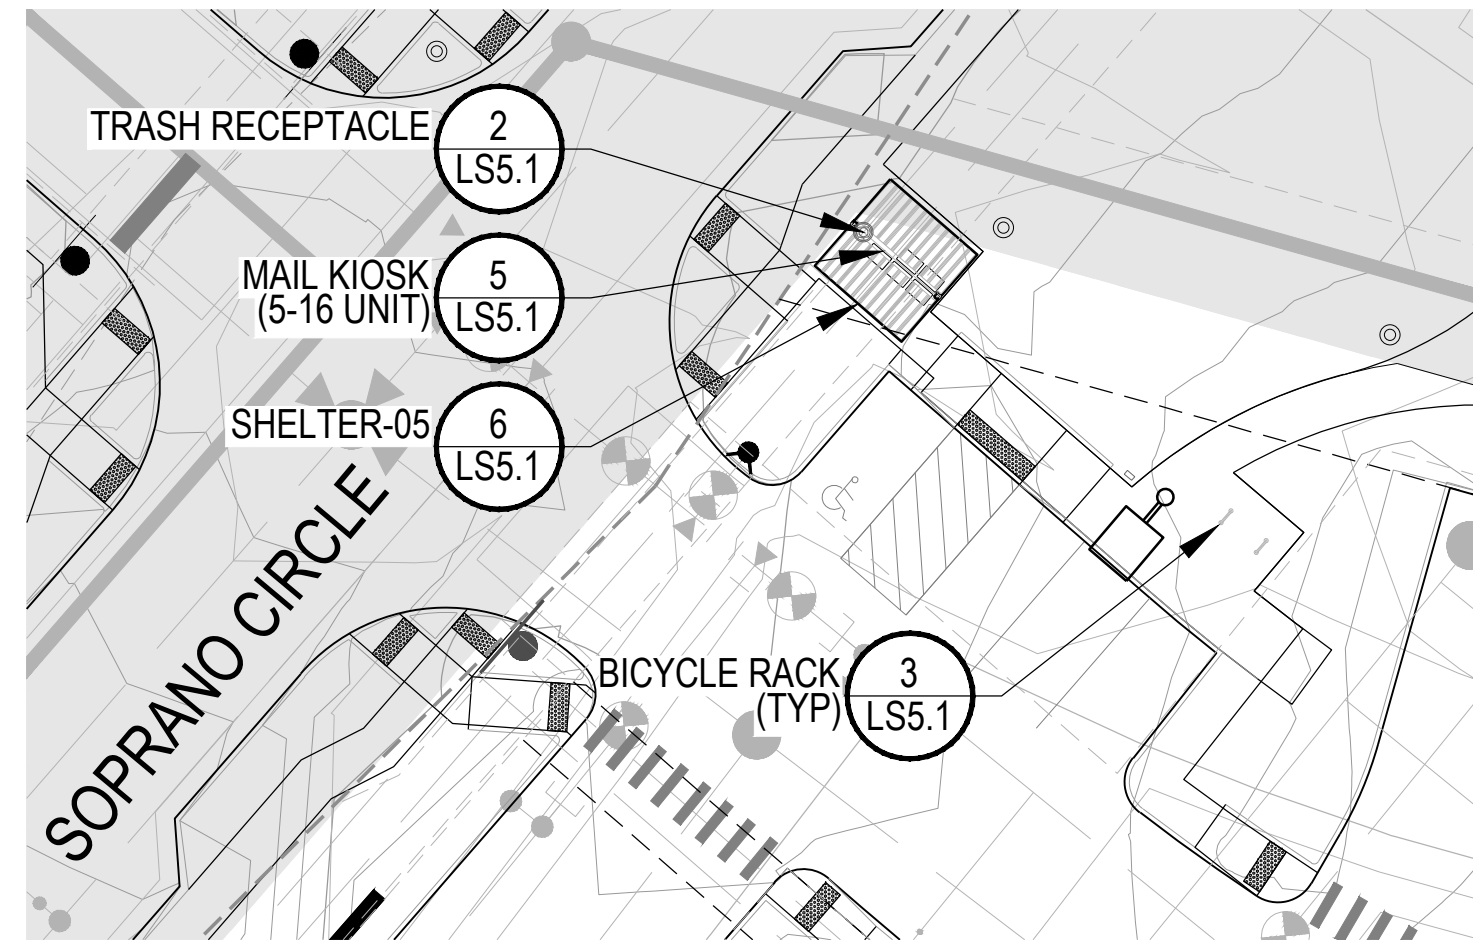 TRASH RECEPTACLE
2
LS5.1
MAIL KIOSK
(5-16 UNIT)
5
LS5.1
SHELTER-05
6
LS5.1
SOPRANO CIRCLE
BICYCLE RACK
(TYP)
3
LS5.1